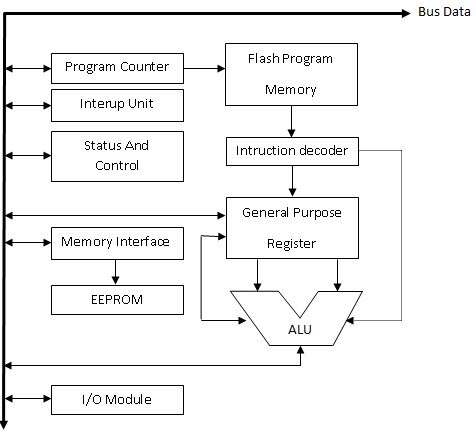 Bus Data
Program Counter
Flash Program
Memory
Interup Unit
Status And
Control
Intruction decoder
General Purpose
Register
Memory Interface
EEPROM
ALU
I/O Module